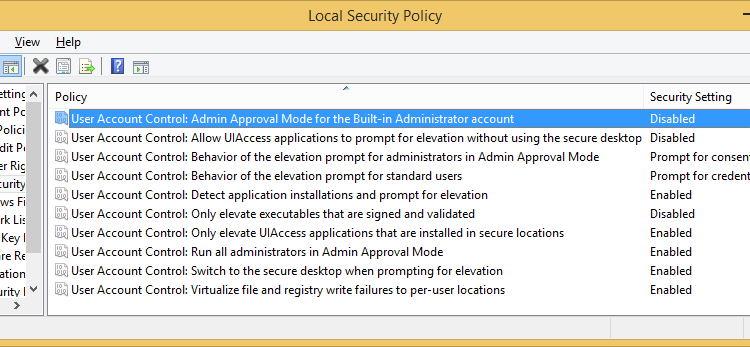 Local Security Policy
View Help
Policy Security Setting
User Account Control: Admin Approval Mode for the Built-in Administrator account Disabled
User Account Control: Allow UIAccess applications to prompt for elevation without using the secure desktop Disabled
User Account Control: Behavior of the elevation prompt for administrators in Admin Approval Mode Prompt for consen
User Account Control: Behavior of the elevation prompt for standard users Prompt for creden
User Account Control: Detect application installations and prompt for elevation Enabled
User Account Control: Only elevate executables that are signed and validated Disabled
User Account Control: Only elevate UIAccess applications that are installed in secure locations Enabled
User Account Control: Run all administrators in Admin Approval Mode Enabled
User Account Control: Switch to the secure desktop when prompting for elevation Enabled
User Account Control: Virtualize file and registry write failures to per-user locations Enabled
etting
nt Po
Polici
dit P
er Rig
curity
ws Fi
rk Lis
Key
are Re
ation
urity